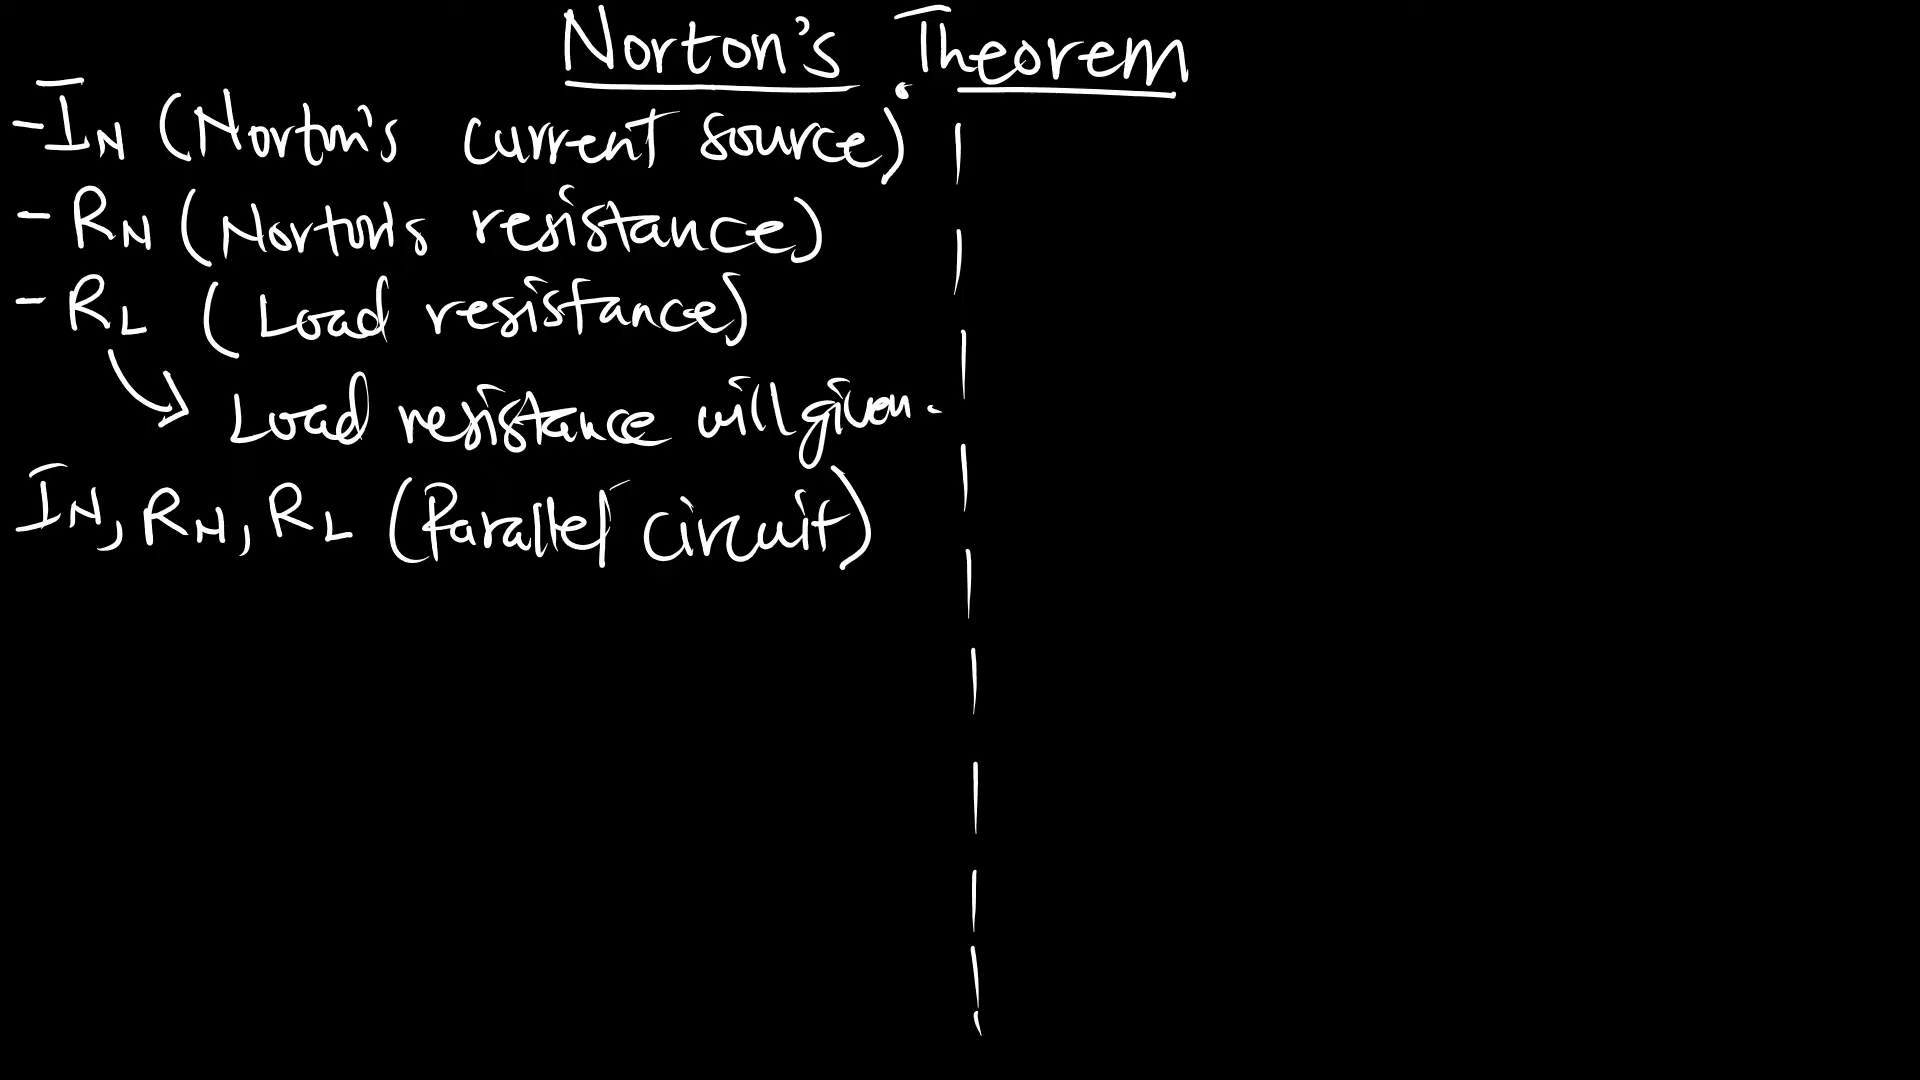 Norton's Theorem
- IN (Norton's current source)
- RN (Norton's resistance)
- RL (Load resistance)
Load resistance will given.
IN, RN, RL (Parallel circuit)